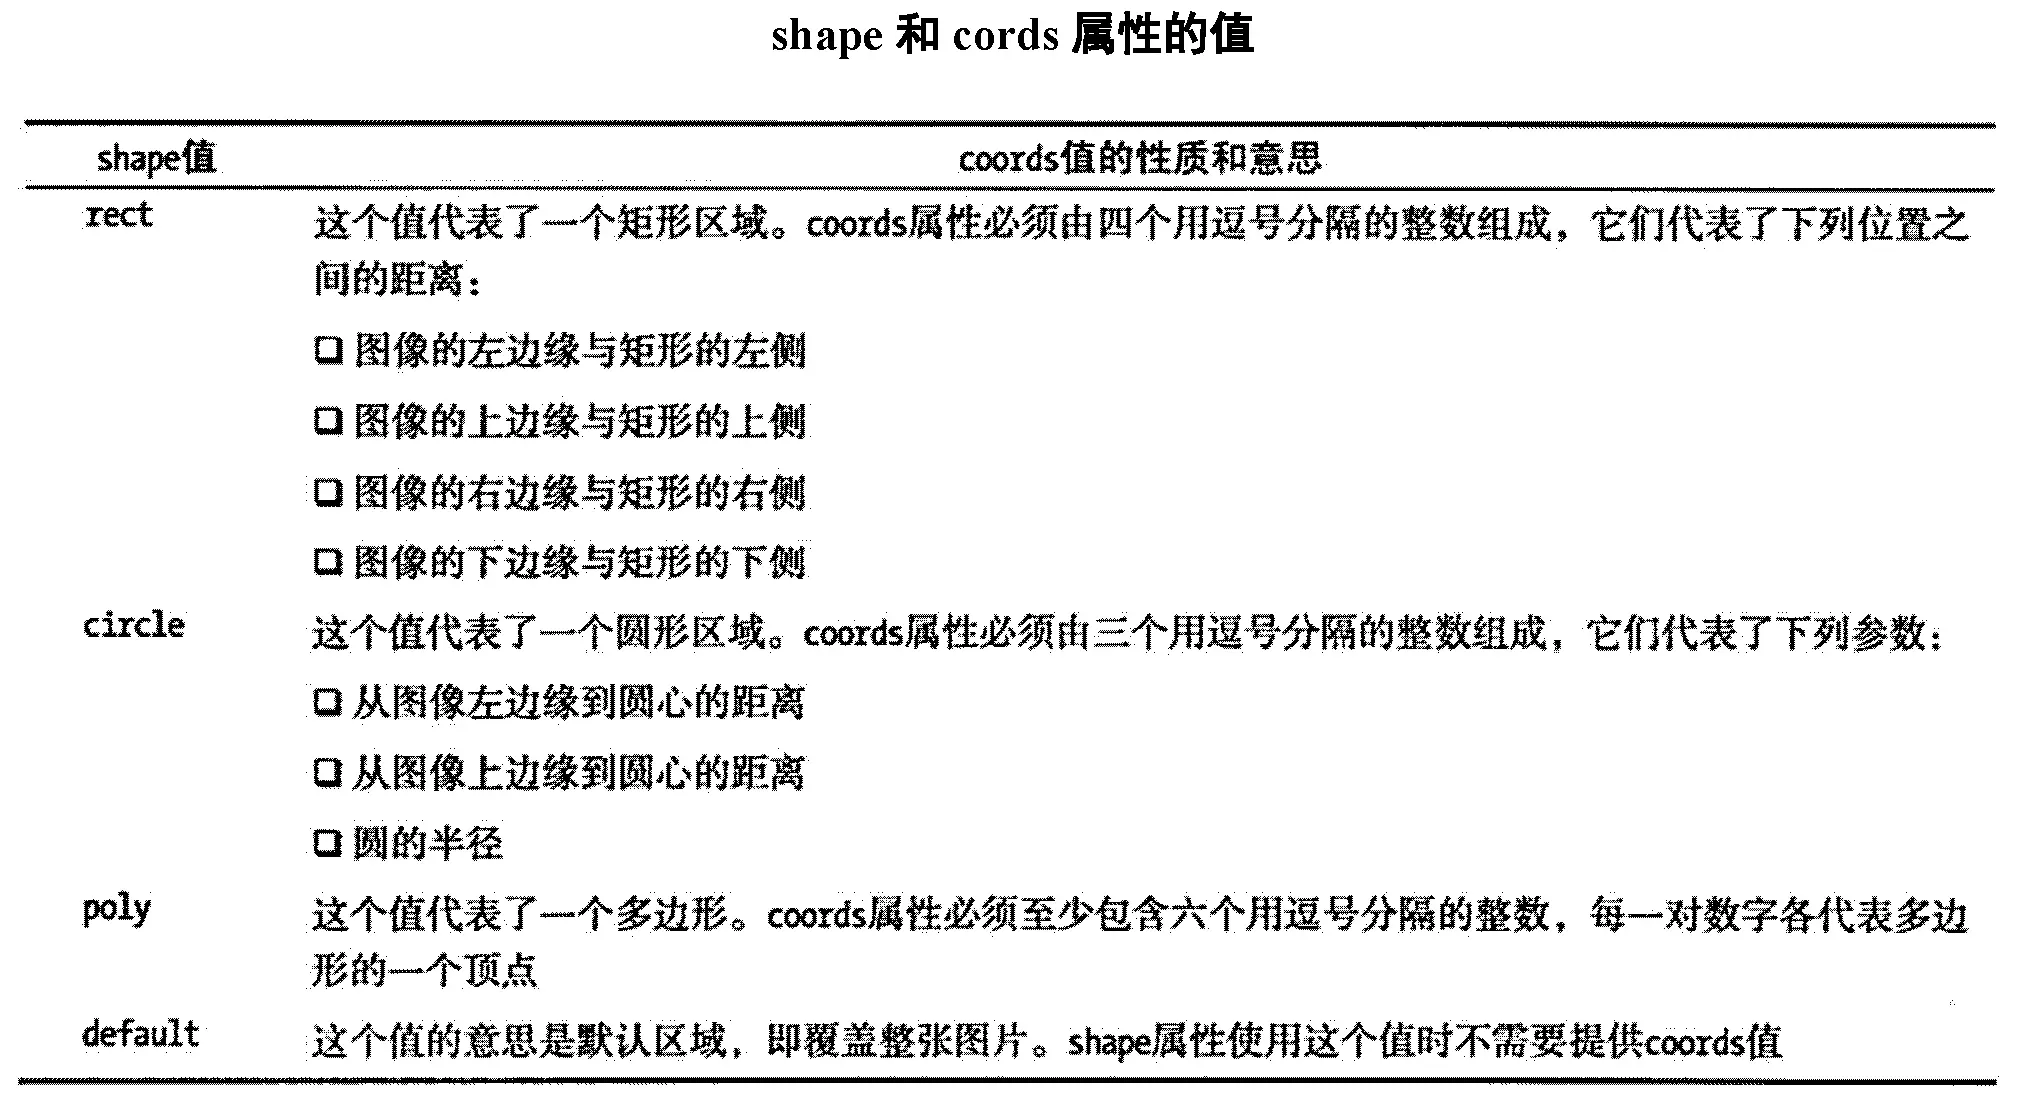 shape 和 cords 属性的值
shape值 coords值的性质和意思
rect 这个值代表了一个矩形区域。coords属性必须由四个用逗号分隔的整数组成，它们代表了下列位置之
间的距离：
❑ 图像的左边缘与矩形的左侧
❑ 图像的上边缘与矩形的上侧
❑ 图像的右边缘与矩形的右侧
❑ 图像的下边缘与矩形的下侧
circle 这个值代表了一个圆形区域。coords属性必须由三个用逗号分隔的整数组成，它们代表了下列参数：
❑ 从图像左边缘到圆心的距离
❑ 从图像上边缘到圆心的距离
❑ 圆的半径
poly 这个值代表了一个多边形。coords属性必须至少包含六个用逗号分隔的整数，每一对数字各代表多边
形的一个顶点
default 这个值的意思是默认区域，即覆盖整张图片。shape属性使用这个值时不需要提供coords值